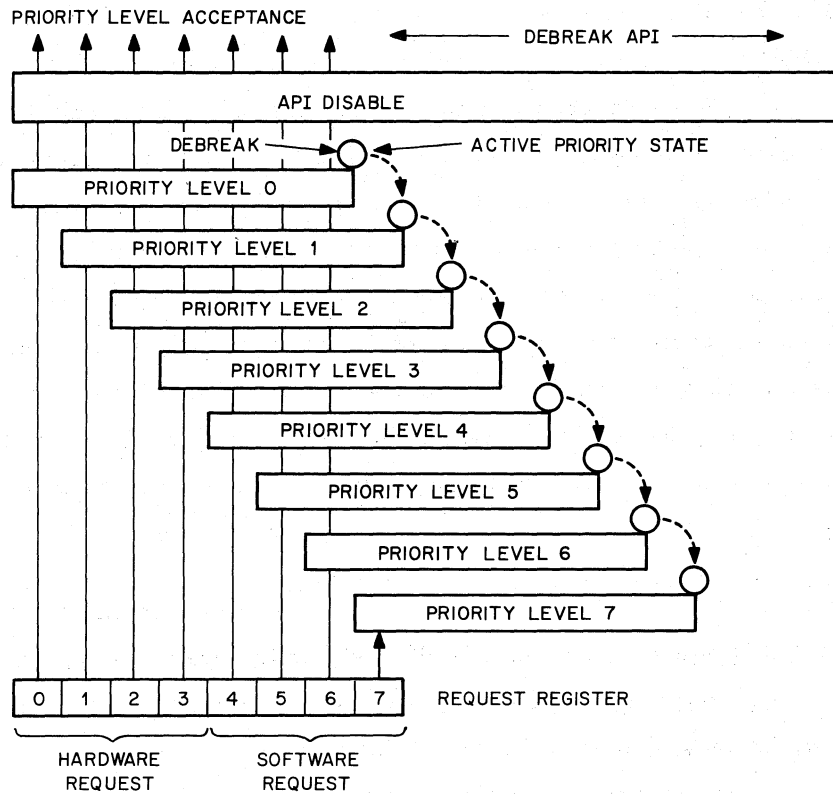 PRIORITY LEVEL ACCEPTANCE
DEBREAK API
API DISABLE
DEBREAK
ACTIVE PRIORITY STATE
PRIORITY LEVEL 0
PRIORITY LEVEL 1
PRIORITY LEVEL 2
PRIORITY LEVEL 3
PRIORITY LEVEL 4
PRIORITY LEVEL 5
PRIORITY LEVEL 6
PRIORITY LEVEL 7
0 1 2 3 4 5 6 7
REQUEST REGISTER
HARDWARE
REQUEST
SOFTWARE
REQUEST